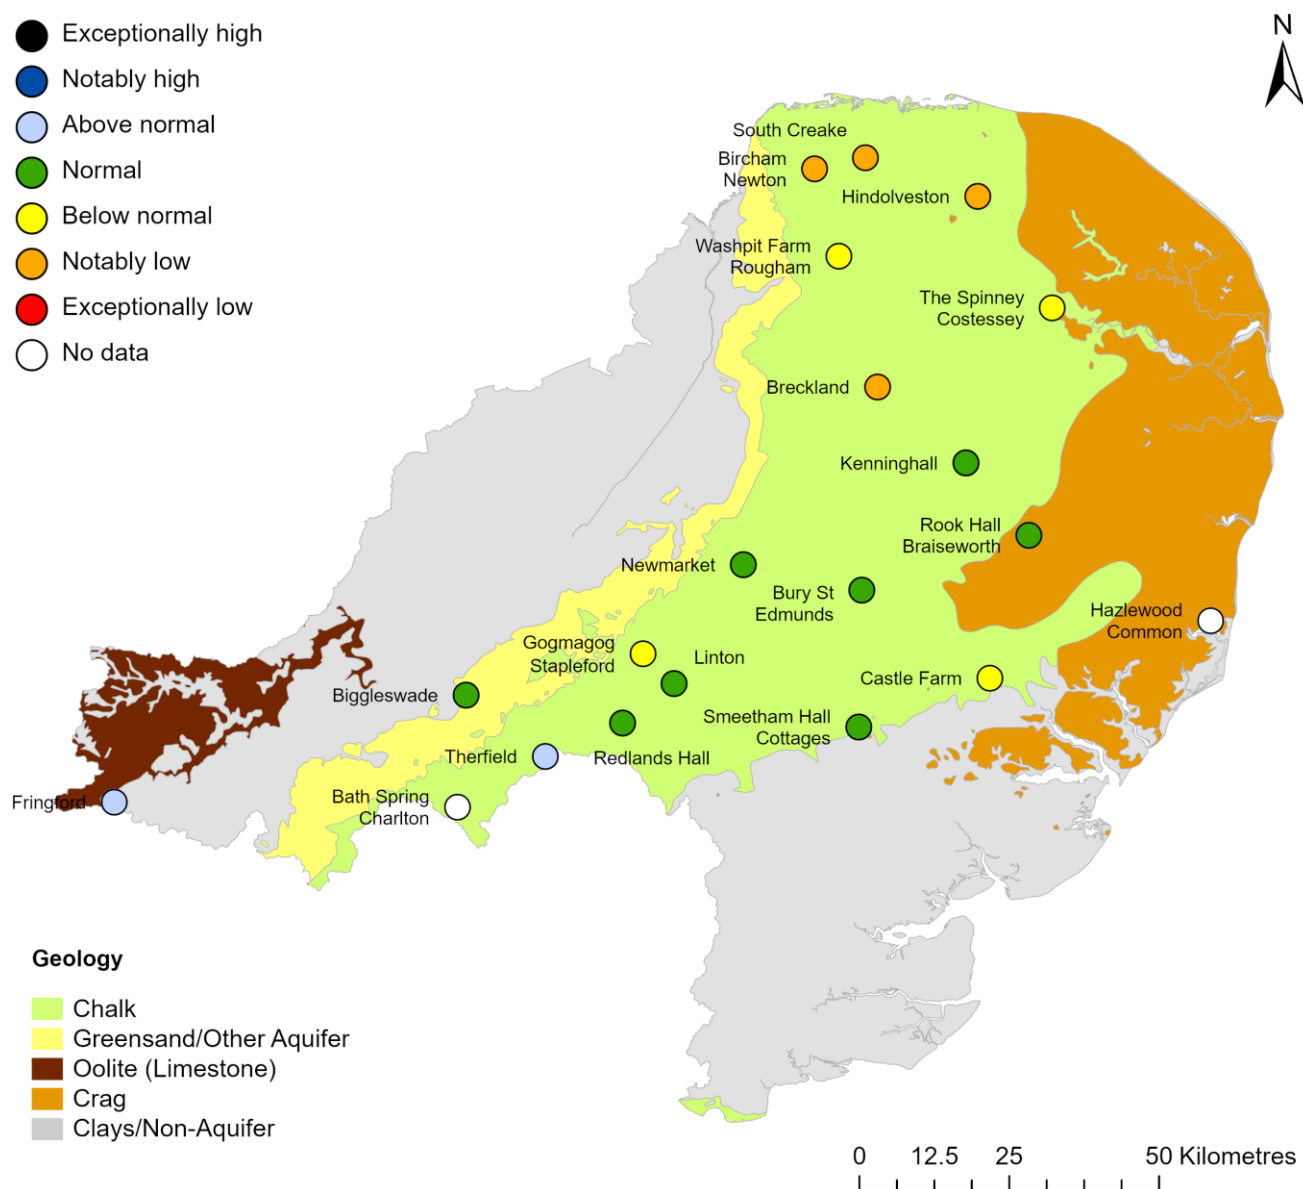 Exceptionally high
Notably high
Above normal
Normal
Below normal
Notably low
Exceptionally low
No data
N
South Creake
Bircham
Newton
Hindolveston
Washpit Farm
Rougham
The Spinney
Costessey
Breckland
Kenninghall
Rook Hall
Braiseworth
Newmarket
Bury St
Edmunds
Hazlewood
Common
Gogmagog
Stapleford
Linton
Castle Farm
Biggleswade
Smeetham Hall
Cottages
Therfield
Redlands Hall
Fringford
Bath Spring
Charlton
Geology
Chalk
Greensand/Other Aquifer
Oolite (Limestone)
Crag
Clays/Non-Aquifer
0 12.5 25 50 Kilometres